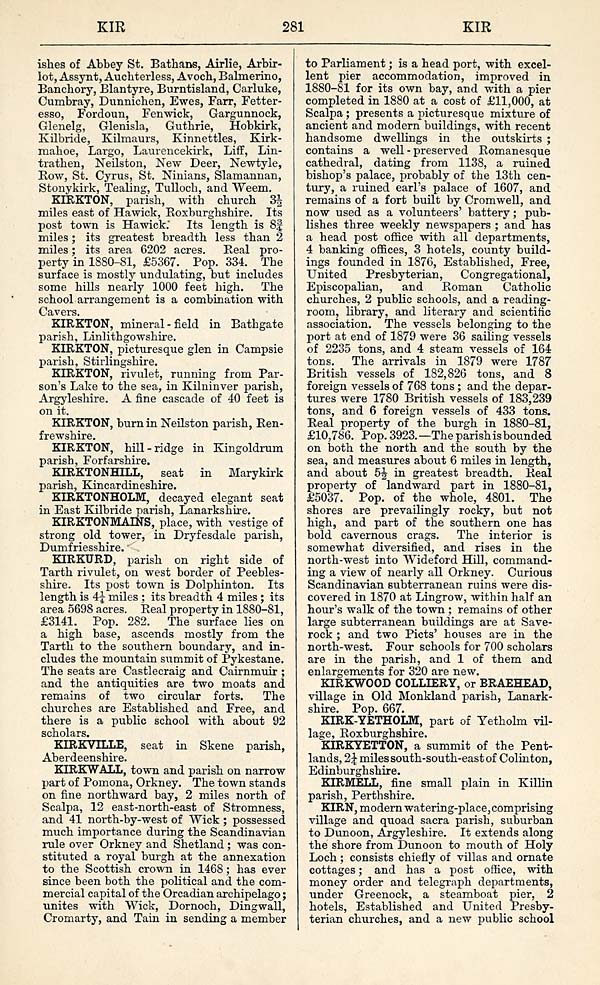 KIR 281 KIR
ishes of Abbey St. Bathans, Airlie, Arbir-
lot, Assynt, Auchterless, Avoch, Balmerino,
Banchory, Blantyre, Burntisland, Carluke,
Cumbray, Dunnichen, Ewes, Farr, Fetter-
esso, Fordoun, Fenwick, Gargunnock,
Glenelg, Glenisla, Guthrie, Hobkirk,
Kilbride, Kilmaurs, Kinnettles, Kirk-
mahoe, Largo, Laurencekirk, Liff, Lin-
trathen, Neilston, New Deer, Newtyle,
Row, St. Cyrus, St. Ninians, Slamannan,
Stonykirk, Tealing, Tulloch, and Weem.
KIRKTON, parish, with church 3½
miles east of Hawick, Roxburghshire. Its
post town is Hawick. Its length is 8¾
miles; its greatest breadth less than 2
miles; its area 6202 acres. Real pro-
perty in 1880-81, £5367. Pop. 334. The
surface is mostly undulating, but includes
some hills nearly 1000 feet high. The
school arrangement is a combination with
Cavers.
KIRKTON, mineral-field in Bathgate
parish, Linlithgowshire.
KIRKTON, picturesque glen in Campsie
parish, Stirlingshire.
KIRKTON, rivulet, running from Par-
son's Lake to the sea, in Kilninver parish,
Argyleshire. A fine cascade of 40 feet is
on it.
KIRKTON, burn in Neilston parish, Ren-
frewshire.
KIRKTON, hill-ridge in Kingoldrum
parish, Forfarshire.
KIRKTONHILL, seat in Marykirk
parish, Kincardineshire.
KIRKTONHOLM, decayed elegant seat
in East Kilbride parish, Lanarkshire.
KIRKTONMAINS, place, with vestige of
strong old tower, in Dryfesdale parish,
Dumfriesshire.
KIRKURD, parish on right side of
Tarth rivulet, on west border of Peebles-
shire. Its post town is Dolphinton. Its
length is 4¼ miles; its breadth 4 miles; its
area 5698 acres. Real property in 1880-81,
£3141. Pop. 282. The surface lies on
a high base, ascends mostly from the
Tarth to the southern boundary, and in-
cludes the mountain summit of Pykestane.
The seats are Castlecraig and Cairnmuir;
and the antiquities are two moats and
remains of two circular forts. The
churches are Established and Free, and
there is a public school with about 92
scholars.
KIRKVILLE, seat in Skene parish,
Aberdeenshire.
KIRKWALL, town and parish on narrow
part of Pomona, Orkney. The town stands
on fine northward bay, 2 miles north of
Scalpa, 12 east-north-east of Stromness,
and 41 north-by-west of Wick; possessed
much importance during the Scandinavian
rule over Orkney and Shetland; was con-
stituted a royal burgh at the annexation
to the Scottish crown in 1468; has ever
since been both the political and the com-
mercial capital of the Orcadian archipelago;
unites with Wick, Dornoch, Dingwall,
Cromarty, and Tain in sending a member
to Parliament; is a head port, with excel-
lent pier accommodation, improved in
1880-81 for its own bay, and with a pier
completed in 1880 at a cost of £11,000, at
Scalpa; presents a picturesque mixture of
ancient and modern buildings, with recent
handsome dwellings in the outskirts;
contains a well-preserved Romanesque
cathedral, dating from 1138, a ruined
bishop's palace, probably of the 13th cen-
tury, a ruined earl's palace of 1607, and
remains of a fort built by Cromwell, and
now used as a volunteers' battery; pub-
lishes three weekly newspapers; and has
a head post office with all departments,
4 banking offices, 3 hotels, county build-
ings founded in 1876, Established, Free,
United Presbyterian, Congregational,
Episcopalian, and Roman Catholic
churches, 2 public schools, and a reading-
room, library, and literary and scientific
association. The vessels belonging to the
port at end of 1879 were 36 sailing vessels
of 2235 tons, and 4 steam vessels of 164
tons. The arrivals in 1879 were 1787
British vessels of 182,826 tons, and 8
foreign vessels of 768 tons; and the depar-
tures were 1780 British vessels of 183,239
tons, and 6 foreign vessels of 433 tons.
Real property of the burgh in 1880-81,
£10,786. Pop. 3923.—The parish is bounded
on both the north and the south by the
sea, and measures about 6 miles in length,
and about 5½ in greatest breadth. Real
property of landward part in 1880-81,
£5037. Pop. of the whole, 4801. The
shores are prevailingly rocky, but not
high, and part of the southern one has
bold cavernous crags. The interior is
somewhat diversified, and rises in the
north-west into Wideford Hill, command-
ing a view of nearly all Orkney. Curious
Scandinavian subterranean ruins were dis-
covered in 1870 at Lingrow, within half an
hour's walk of the town; remains of other
large subterranean buildings are at Save-
rock; and two Picts' houses are in the
north-west. Four schools for 700 scholars
are in the parish, and 1 of them and
enlargements for 320 are new.
KIRKWOOD COLLIERY, or BRAEHEAD,
village in Old Monkland parish, Lanark-
shire. Pop. 667.
KIRK-YETHOLM, part of Yetholm vil-
lage, Roxburghshire.
KIRKYETTON, a summit of the Pent-
lands, 2¼ miles south-south-east of Colinton,
Edinburghshire.
KIRMELL, fine small plain in Killin
parish, Perthshire.
KIRN, modern watering-place, comprising
village and quoad sacra parish, suburban
to Dunoon, Argyleshire. It extends along
the shore from Dunoon to mouth of Holy
Loch; consists chiefly of villas and ornate
cottages; and has a post office, with
money order and telegraph departments,
under Greenock, a steamboat pier, 2
hotels, Established and United Presby-
terian churches, and a new public school